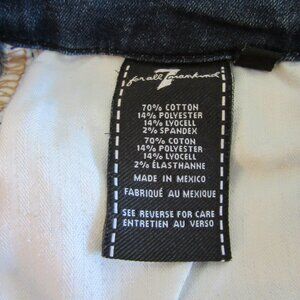 for all 7 mankind
70% COTTON
14% POLYESTER
14% LYOCELL
2% SPANDEX
70% COTON
14% POLYESTER
14% LYOCELL
2% ÉLASTHANNE
MADE IN MEXICO
FABRIQUÉ AU MEXIQUE
SEE REVERSE FOR CARE
ENTRETIEN AU VERSO